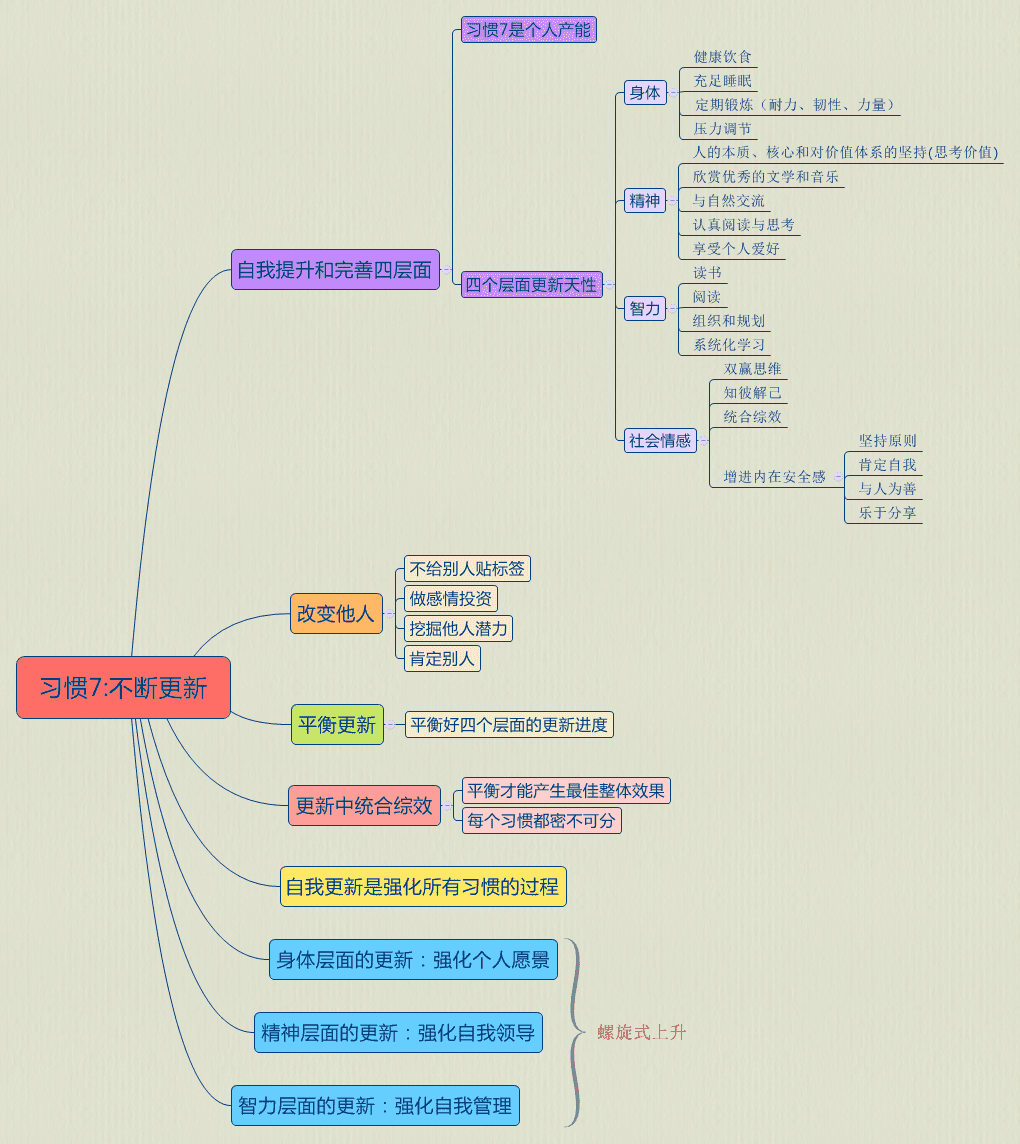 习惯7:不断更新
自我提升和完善四层面
习惯7是个人产能
四个层面更新天性
身体
健康饮食
充足睡眠
定期锻炼（耐力、韧性、力量）
压力调节
精神
人的本质、核心和对价值体系的坚持(思考价值)
欣赏优秀的文学和音乐
与自然交流
认真阅读与思考
享受个人爱好
智力
读书
阅读
组织和规划
系统化学习
社会情感
双赢思维
知彼解己
统合综效
增进内在安全感
坚持原则
肯定自我
与人为善
乐于分享
改变他人
不给别人贴标签
做感情投资
挖掘他人潜力
肯定别人
平衡更新
平衡好四个层面的更新进度
更新中统合综效
平衡才能产生最佳整体效果
每个习惯都密不可分
自我更新是强化所有习惯的过程
身体层面的更新：强化个人愿景
精神层面的更新：强化自我领导
智力层面的更新：强化自我管理
螺旋式上升